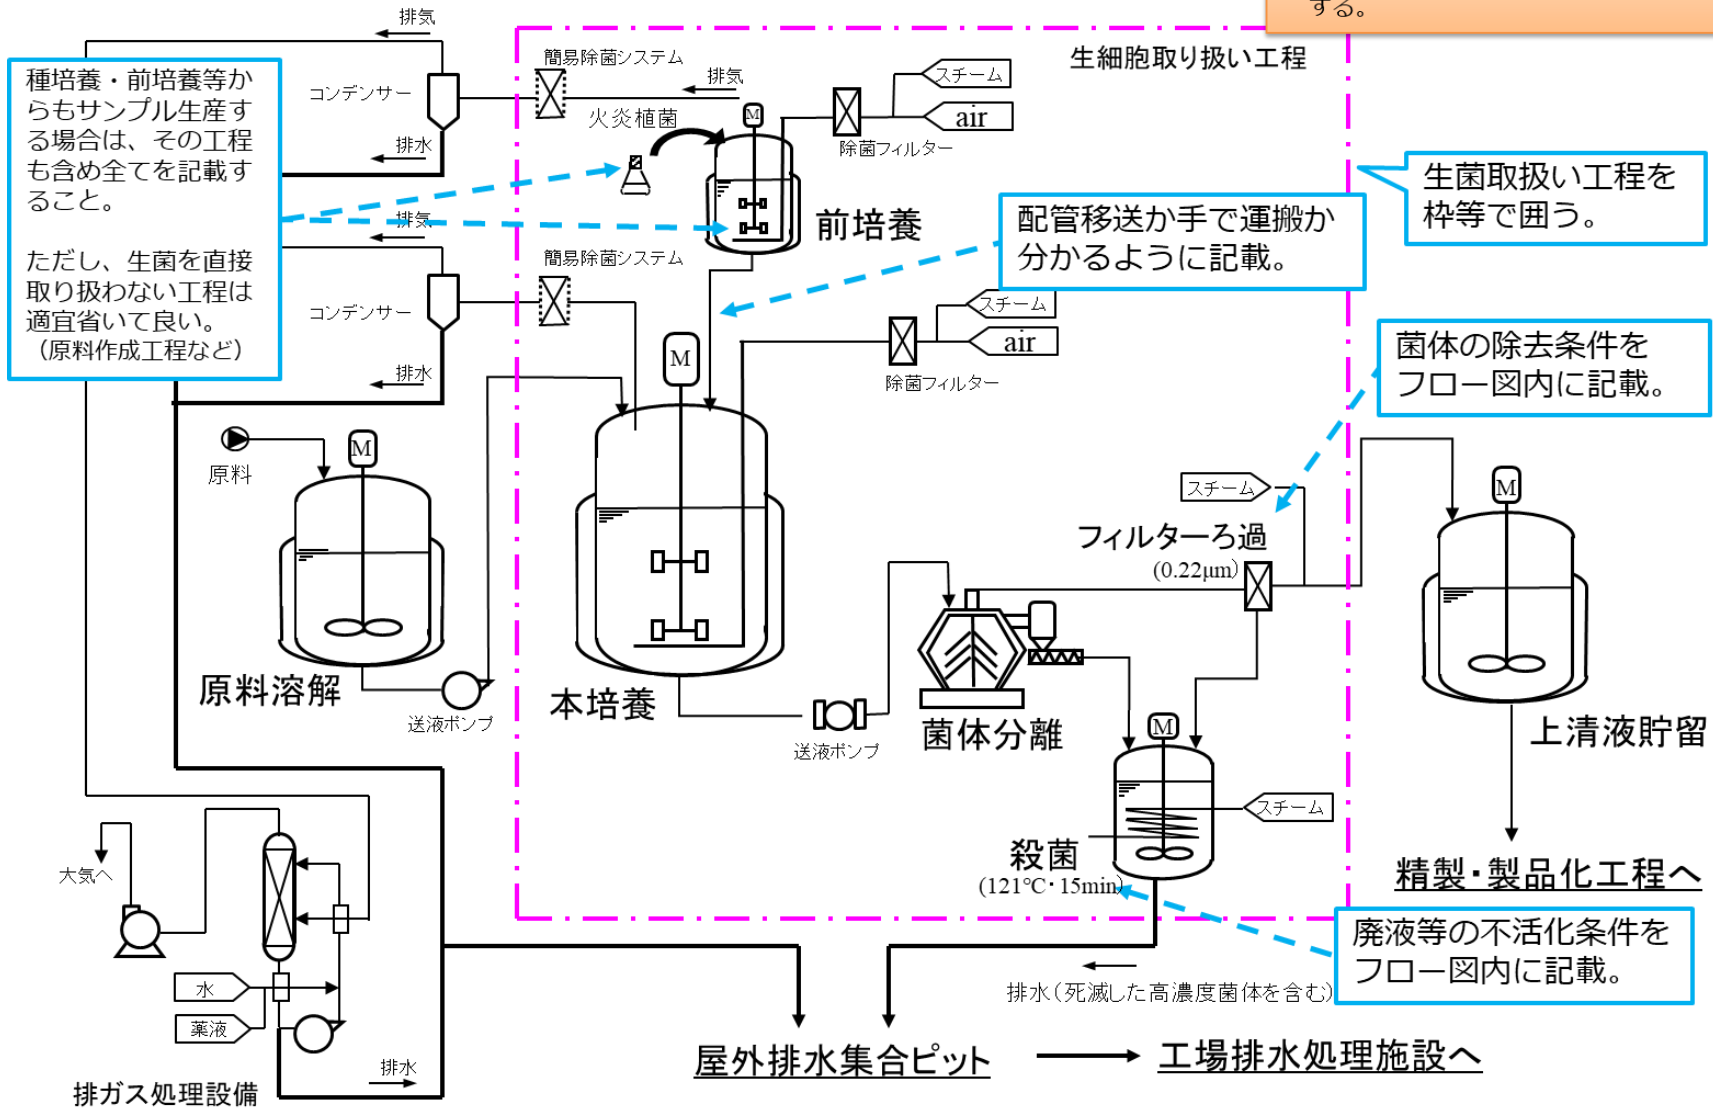 する。
排気
生細胞取り扱い工程
簡易除菌システム
排気
スチーム
種培養・前培養等か
らもサンプル生産す
る場合は、その工程
も含め全てを記載す
ること。
ただし、生菌を直接
取り扱わない工程は
適宜省いて良い。
（原料作成工程など）
コンデンサー
火炎植菌
M
air
排水
除菌フィルター
生菌取扱い工程を
枠等で囲う。
排気
前培養
配管移送か手で運搬か
分かるように記載。
簡易除菌システム
コンデンサー
スチーム
air
排水
M
除菌フィルター
菌体の除去条件を
フロー図内に記載。
原料
M
スチーム
M
フィルターろ過
(0.22μm)
原料溶解
送液ポンプ
本培養
送液ポンプ
菌体分離
M
上清液貯留
スチーム
殺菌
(121℃・15min)
大気へ
精製・製品化工程へ
廃液等の不活化条件を
フロー図内に記載。
水
薬液
排水（死滅した高濃度菌体を含む）
屋外排水集合ピット
工場排水処理施設へ
排水
排ガス処理設備